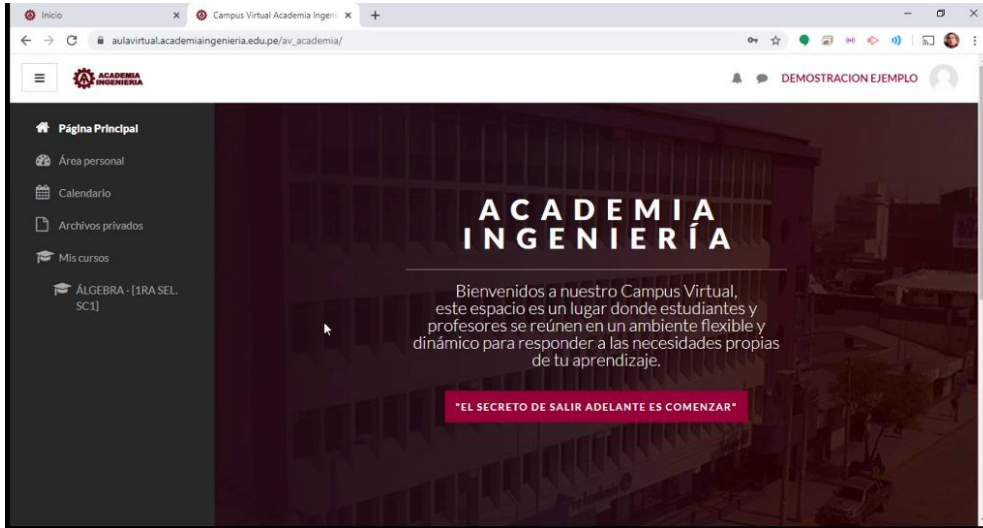 Inicio
Campus Virtual Academia Ingeni
aulavirtual.academiaingenieria.edu.pe/av_academia/
ACADEMIA
INGENIERIA
DEMOSTRACION EJEMPLO
Página Principal
Área personal
Calendario
Archivos privados
Mis cursos
ÁLGEBRA - [1RA SEL.
SC1]
ACADEMIA
INGENIERÍA
Bienvenidos a nuestro Campus Virtual,
este espacio es un lugar donde estudiantes y
profesores se reúnen en un ambiente flexible y
dinámico para responder a las necesidades propias
de tu aprendizaje.
"EL SECRETO DE SALIR ADELANTE ES COMENZAR"